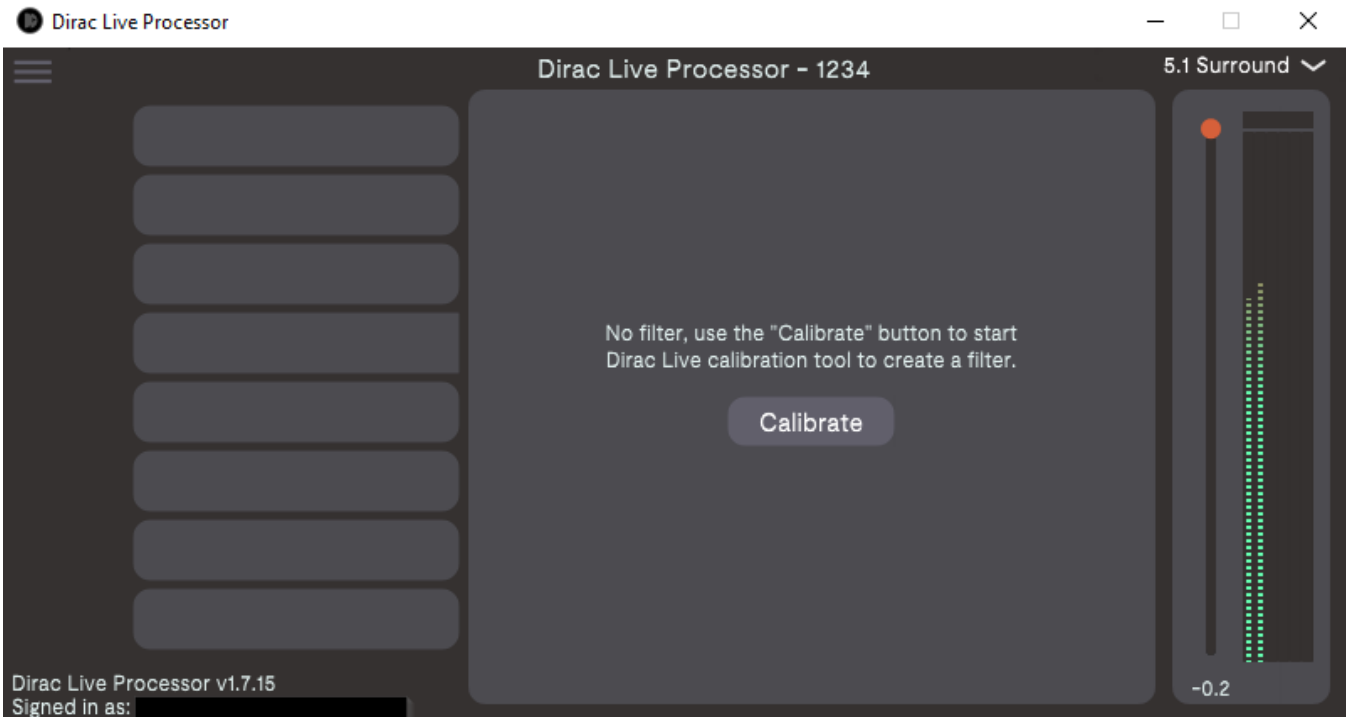 Dirac Live Processor
Dirac Live Processor - 1234
5.1 Surround
No filter, use the "Calibrate" button to start
Dirac Live calibration tool to create a filter.
Calibrate
-0.2
Dirac Live Processor v1.7.15
Signed in as: